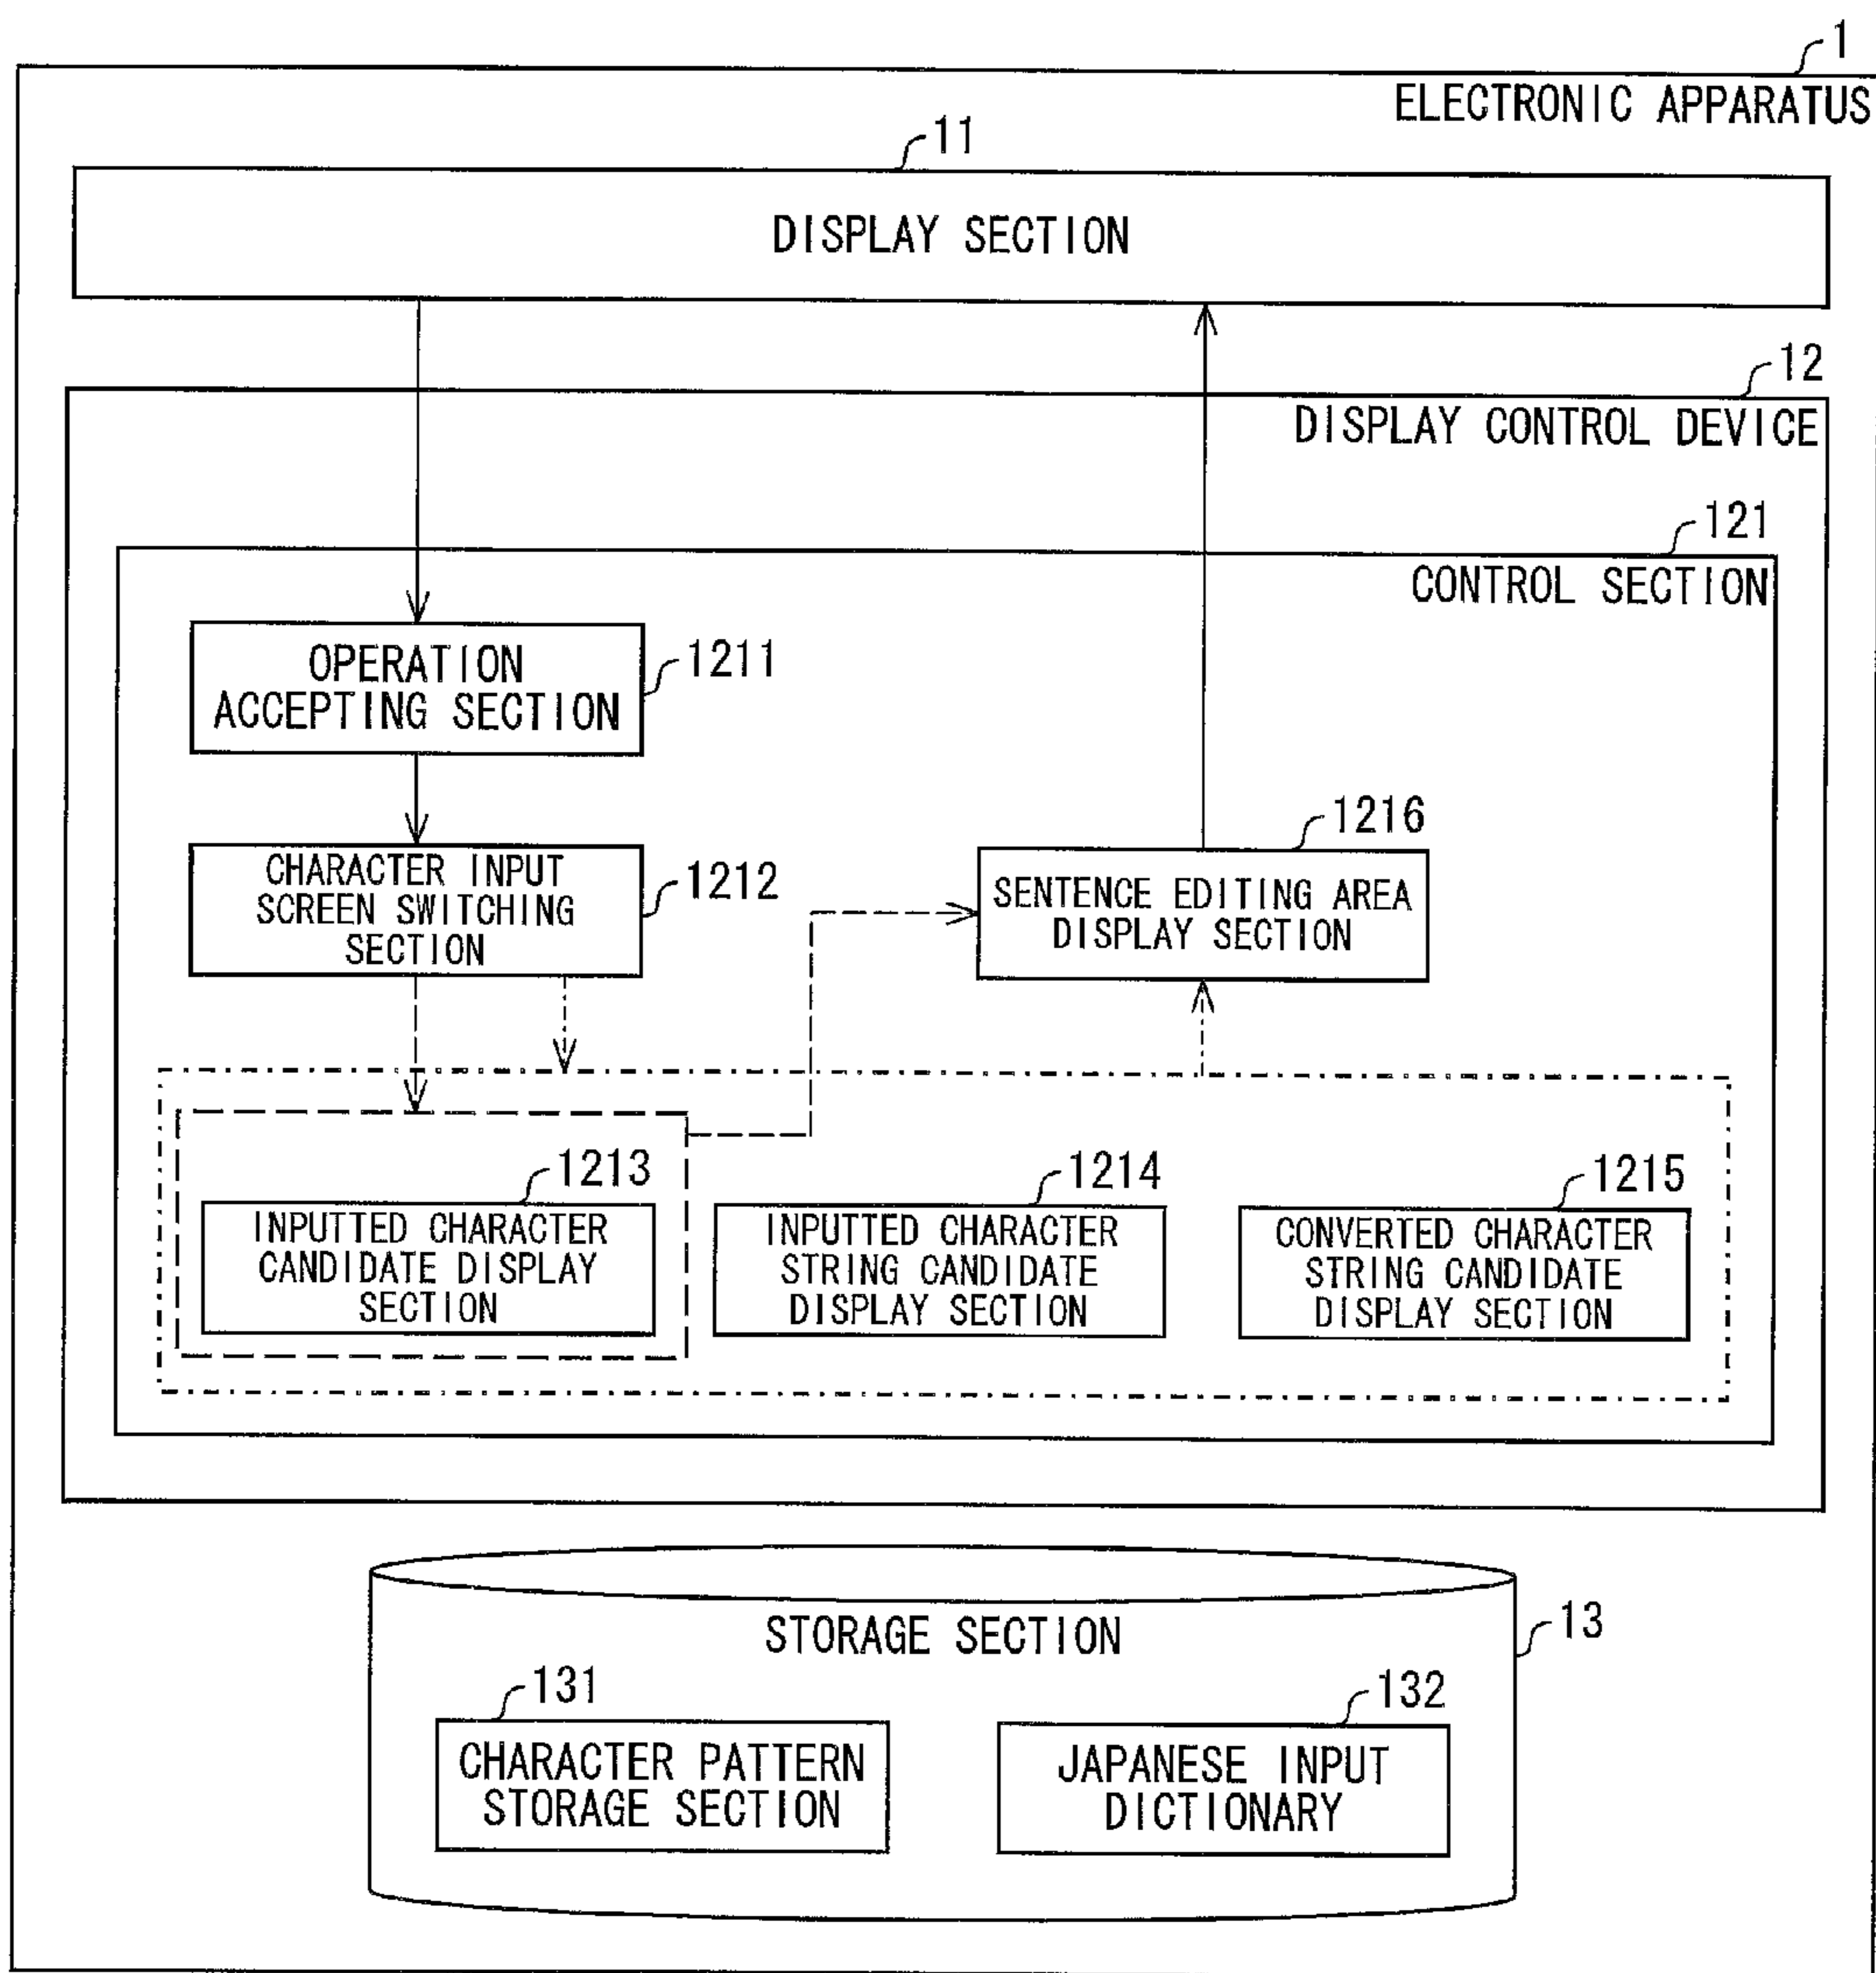 1
ELECTRONIC APPARATUS
11
DISPLAY SECTION
12
DISPLAY CONTROL DEVICE
121
CONTROL SECTION
OPERATION
ACCEPTING SECTION
1211
CHARACTER INPUT
SCREEN SWITCHING
SECTION
1212
1216
SENTENCE EDITING AREA
DISPLAY SECTION
1213
INPUTTED CHARACTER
CANDIDATE DISPLAY
SECTION
1214
INPUTTED CHARACTER
STRING CANDIDATE
DISPLAY SECTION
1215
CONVERTED CHARACTER
STRING CANDIDATE
DISPLAY SECTION
STORAGE SECTION
13
131
CHARACTER PATTERN
STORAGE SECTION
132
JAPANESE INPUT
DICTIONARY